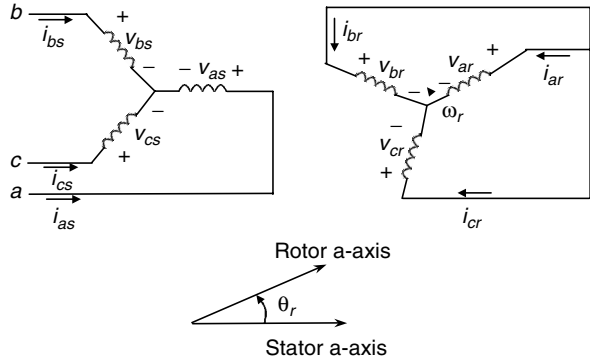 b
+
i_bs
v_bs
−
− v_as +
−
v_cs
+
c
i_cs
a
i_as
i_br
+
v_br
−
−
v_ar
+
i_ar
ω_r
−
v_cr
+
i_cr
Rotor a-axis
θ_r
Stator a-axis